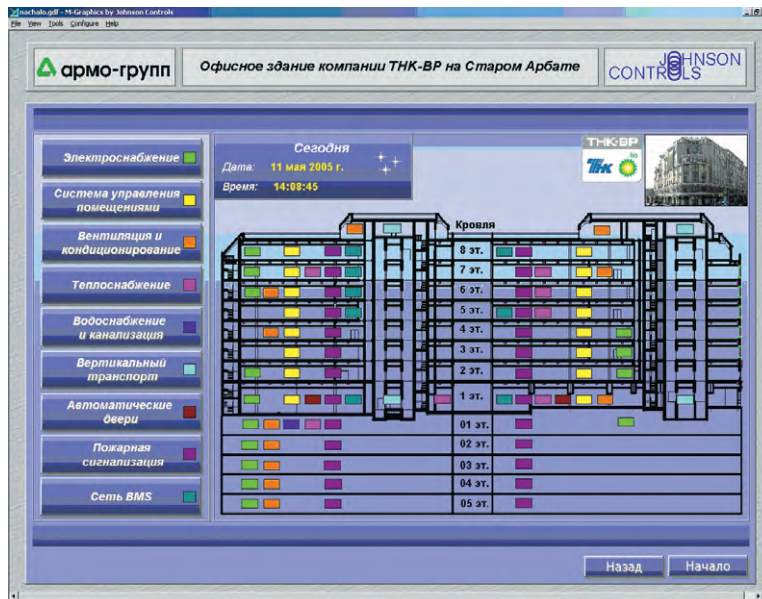 nachalo.gdf - M-Graphics by Johnson Controls
File View Tools Configure Help
армо-групп
Офисное здание компании ТНК-ВР на Старом Арбате
JOHNSON
CONTROLS
Электроснабжение
Система управления
помещениями
Вентиляция и
кондиционирование
Теплоснабжение
Водоснабжение
и канализация
Вертикальный
транспорт
Автоматические
двери
Пожарная
сигнализация
Сеть BMS
Сегодня
Дата: 11 мая 2005 г.
Время: 14:08:45
ТНК-ВР
ТНК
bp
Кровля
8 эт.
7 эт.
6 эт.
5 эт.
4 эт.
3 эт.
2 эт.
1 эт.
01 эт.
02 эт.
03 эт.
04 эт.
05 эт.
Назад
Начало